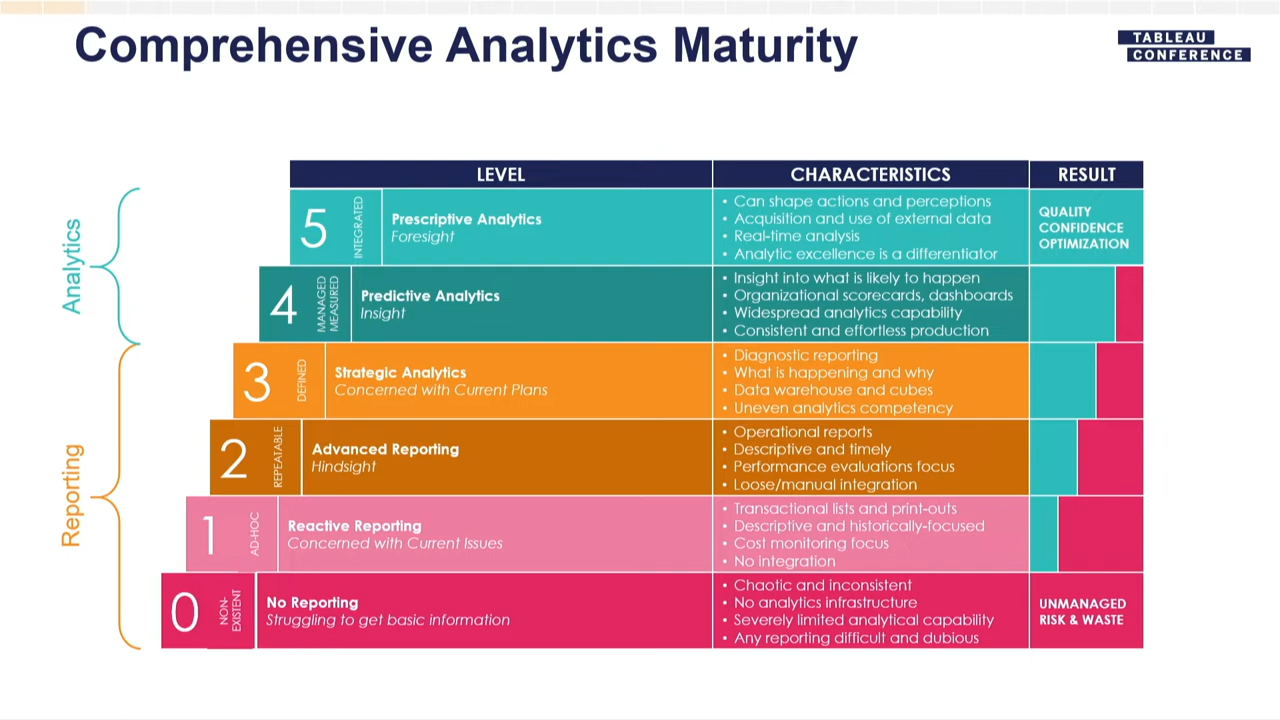 Comprehensive Analytics Maturity
TABLEAU
CONFERENCE
LEVEL
CHARACTERISTICS
RESULT
Analytics
5
INTEGRATED
Prescriptive Analytics
Foresight
• Can shape actions and perceptions
• Acquisition and use of external data
• Real-time analysis
• Analytic excellence is a differentiator
QUALITY
CONFIDENCE
OPTIMIZATION
4
MANAGED
MEASURED
Predictive Analytics
Insight
• Insight into what is likely to happen
• Organizational scorecards, dashboards
• Widespread analytics capability
• Consistent and effortless production
Reporting
3
DEFINED
Strategic Analytics
Concerned with Current Plans
• Diagnostic reporting
• What is happening and why
• Data warehouse and cubes
• Uneven analytics competency
2
REPEATABLE
Advanced Reporting
Hindsight
• Operational reports
• Descriptive and timely
• Performance evaluations focus
• Loose/manual integration
1
AD-HOC
Reactive Reporting
Concerned with Current Issues
• Transactional lists and print-outs
• Descriptive and historically-focused
• Cost monitoring focus
• No integration
0
NON-
EXISTENT
No Reporting
Struggling to get basic information
• Chaotic and inconsistent
• No analytics infrastructure
• Severely limited analytical capability
• Any reporting difficult and dubious
UNMANAGED
RISK & WASTE